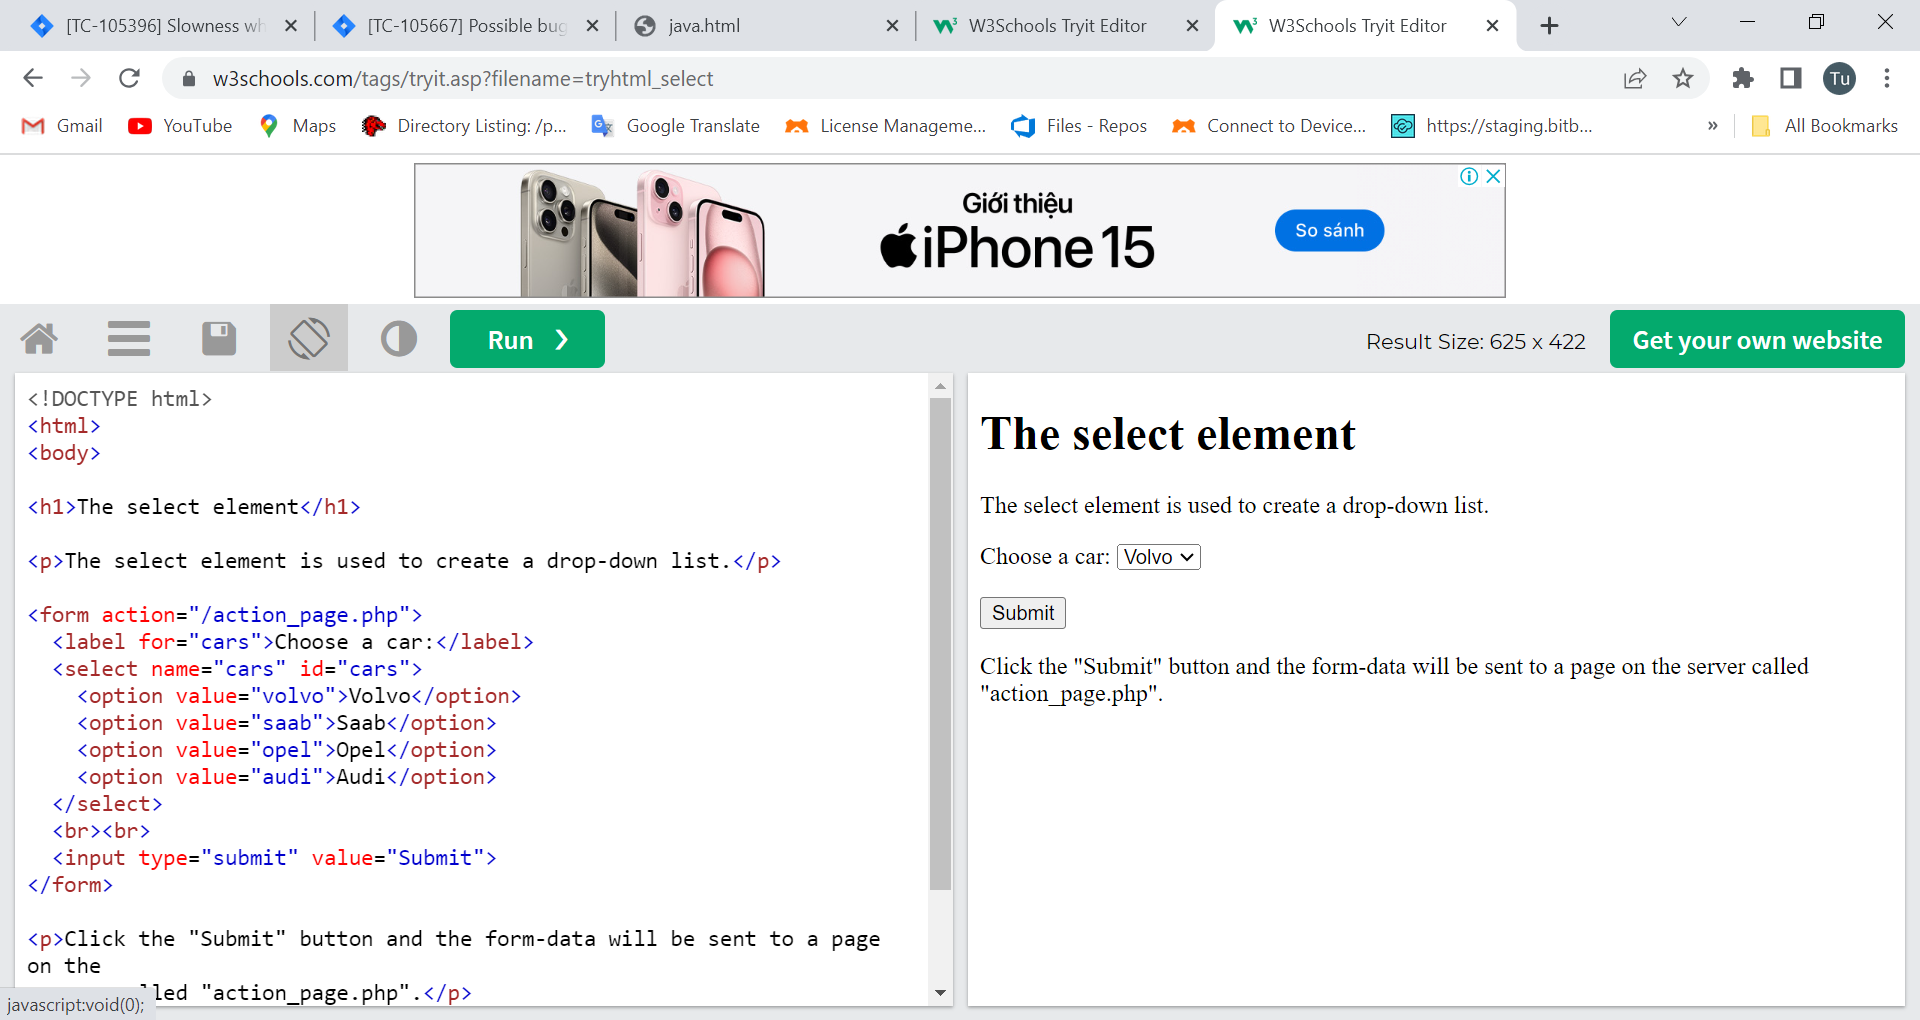 [TC-105396] Slowness wh
[TC-105667] Possible bug
java.html
W3Schools Tryit Editor
W3Schools Tryit Editor
w3schools.com/tags/tryit.asp?filename=tryhtml_select
Tu
Gmail
YouTube
Maps
Directory Listing: /p...
Google Translate
License Manageme...
Files - Repos
Connect to Device...
https://staging.bitb...
»
All Bookmarks
Giới thiệu
iPhone 15
So sánh
Run ❯
Result Size: 625 x 422
Get your own website
<!DOCTYPE html>
<html>
<body>
<h1>The select element</h1>
<p>The select element is used to create a drop-down list.</p>
<form action="/action_page.php">
<label for="cars">Choose a car:</label>
<select name="cars" id="cars">
<option value="volvo">Volvo</option>
<option value="saab">Saab</option>
<option value="opel">Opel</option>
<option value="audi">Audi</option>
</select>
<br><br>
<input type="submit" value="Submit">
</form>
<p>Click the "Submit" button and the form-data will be sent to a page
on the
lled "action_page.php".</p>
javascript:void(0);
The select element
The select element is used to create a drop-down list.
Choose a car: Volvo
Submit
Click the "Submit" button and the form-data will be sent to a page on the server called
"action_page.php".